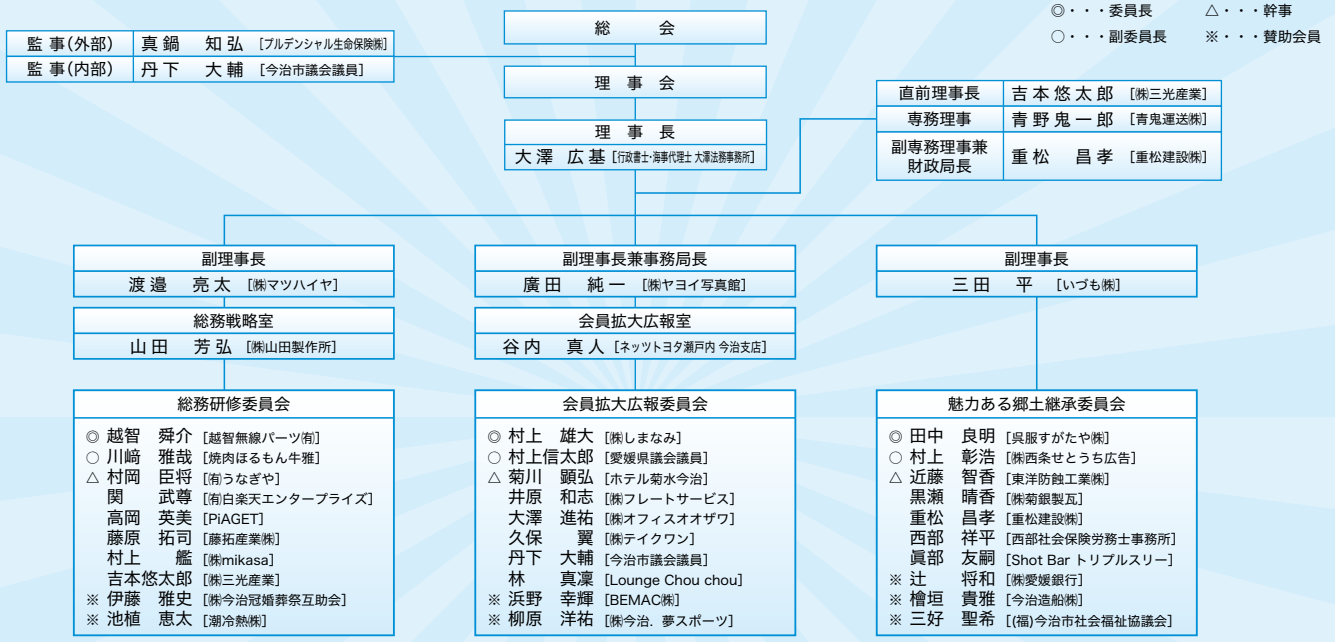 ◎・・・委員長 △・・・幹事
○・・・副委員長 ※・・・賛助会員
総会
監事(外部) 真鍋 知弘 [プルデンシャル生命保険㈱]
監事(内部) 丹下 大輔 [今治市議会議員]
理事会
理事長
大澤 広基 [行政書士・海事代理士 大澤法務事務所]
直前理事長 吉本悠太郎 [㈱三光産業]
専務理事 青野鬼一郎 [青鬼運送㈱]
副専務理事兼
財政局長 重松 昌孝 [重松建設㈱]
副理事長
渡邉 亮太 [㈱マツハイヤ]
総務戦略室
山田 芳弘 [㈱山田製作所]
総務研修委員会
◎ 越智 舜介 [越智無線パーツ㈲]
○ 川﨑 雅哉 [焼肉ほるもん牛雅]
△ 村岡 臣将 [㈲うなぎや]
関 武尊 [㈲白楽天エンタープライズ]
高岡 英美 [PiAGET]
藤原 拓司 [藤拓産業㈱]
村上 艦 [㈱mikasa]
吉本悠太郎 [㈱三光産業]
※ 伊藤 雅史 [㈱今治冠婚葬祭互助会]
※ 池植 恵太 [潮冷熱㈱]
副理事長兼事務局長
廣田 純一 [㈱ヤヨイ写真館]
会員拡大広報室
谷内 真人 [ネッツトヨタ瀬戸内 今治支店]
会員拡大広報委員会
◎ 村上 雄大 [㈱しまなみ]
○ 村上信太郎 [愛媛県議会議員]
△ 菊川 顕弘 [ホテル菊水今治]
井原 和志 [㈱フレートサービス]
大澤 進祐 [㈱オフィスオオザワ]
久保 翼 [㈱テイクワン]
丹下 大輔 [今治市議会議員]
林 真凜 [Lounge Chou chou]
※ 浜野 幸輝 [BEMAC㈱]
※ 柳原 洋祐 [㈱今治．夢スポーツ]
副理事長
三田 平 [いづも㈱]
魅力ある郷土継承委員会
◎ 田中 良明 [呉服すがたや㈱]
○ 村上 彰浩 [㈱西条せとうち広告]
△ 近藤 智香 [東洋防蝕工業㈱]
黒瀬 晴香 [㈱菊銀製瓦]
重松 昌孝 [重松建設㈱]
西部 祥平 [西部社会保険労務士事務所]
眞部 友嗣 [Shot Bar トリプルスリー]
※ 辻 将和 [㈱愛媛銀行]
※ 檜垣 貴雅 [今治造船㈱]
※ 三好 聖希 [(福)今治市社会福祉協議会]